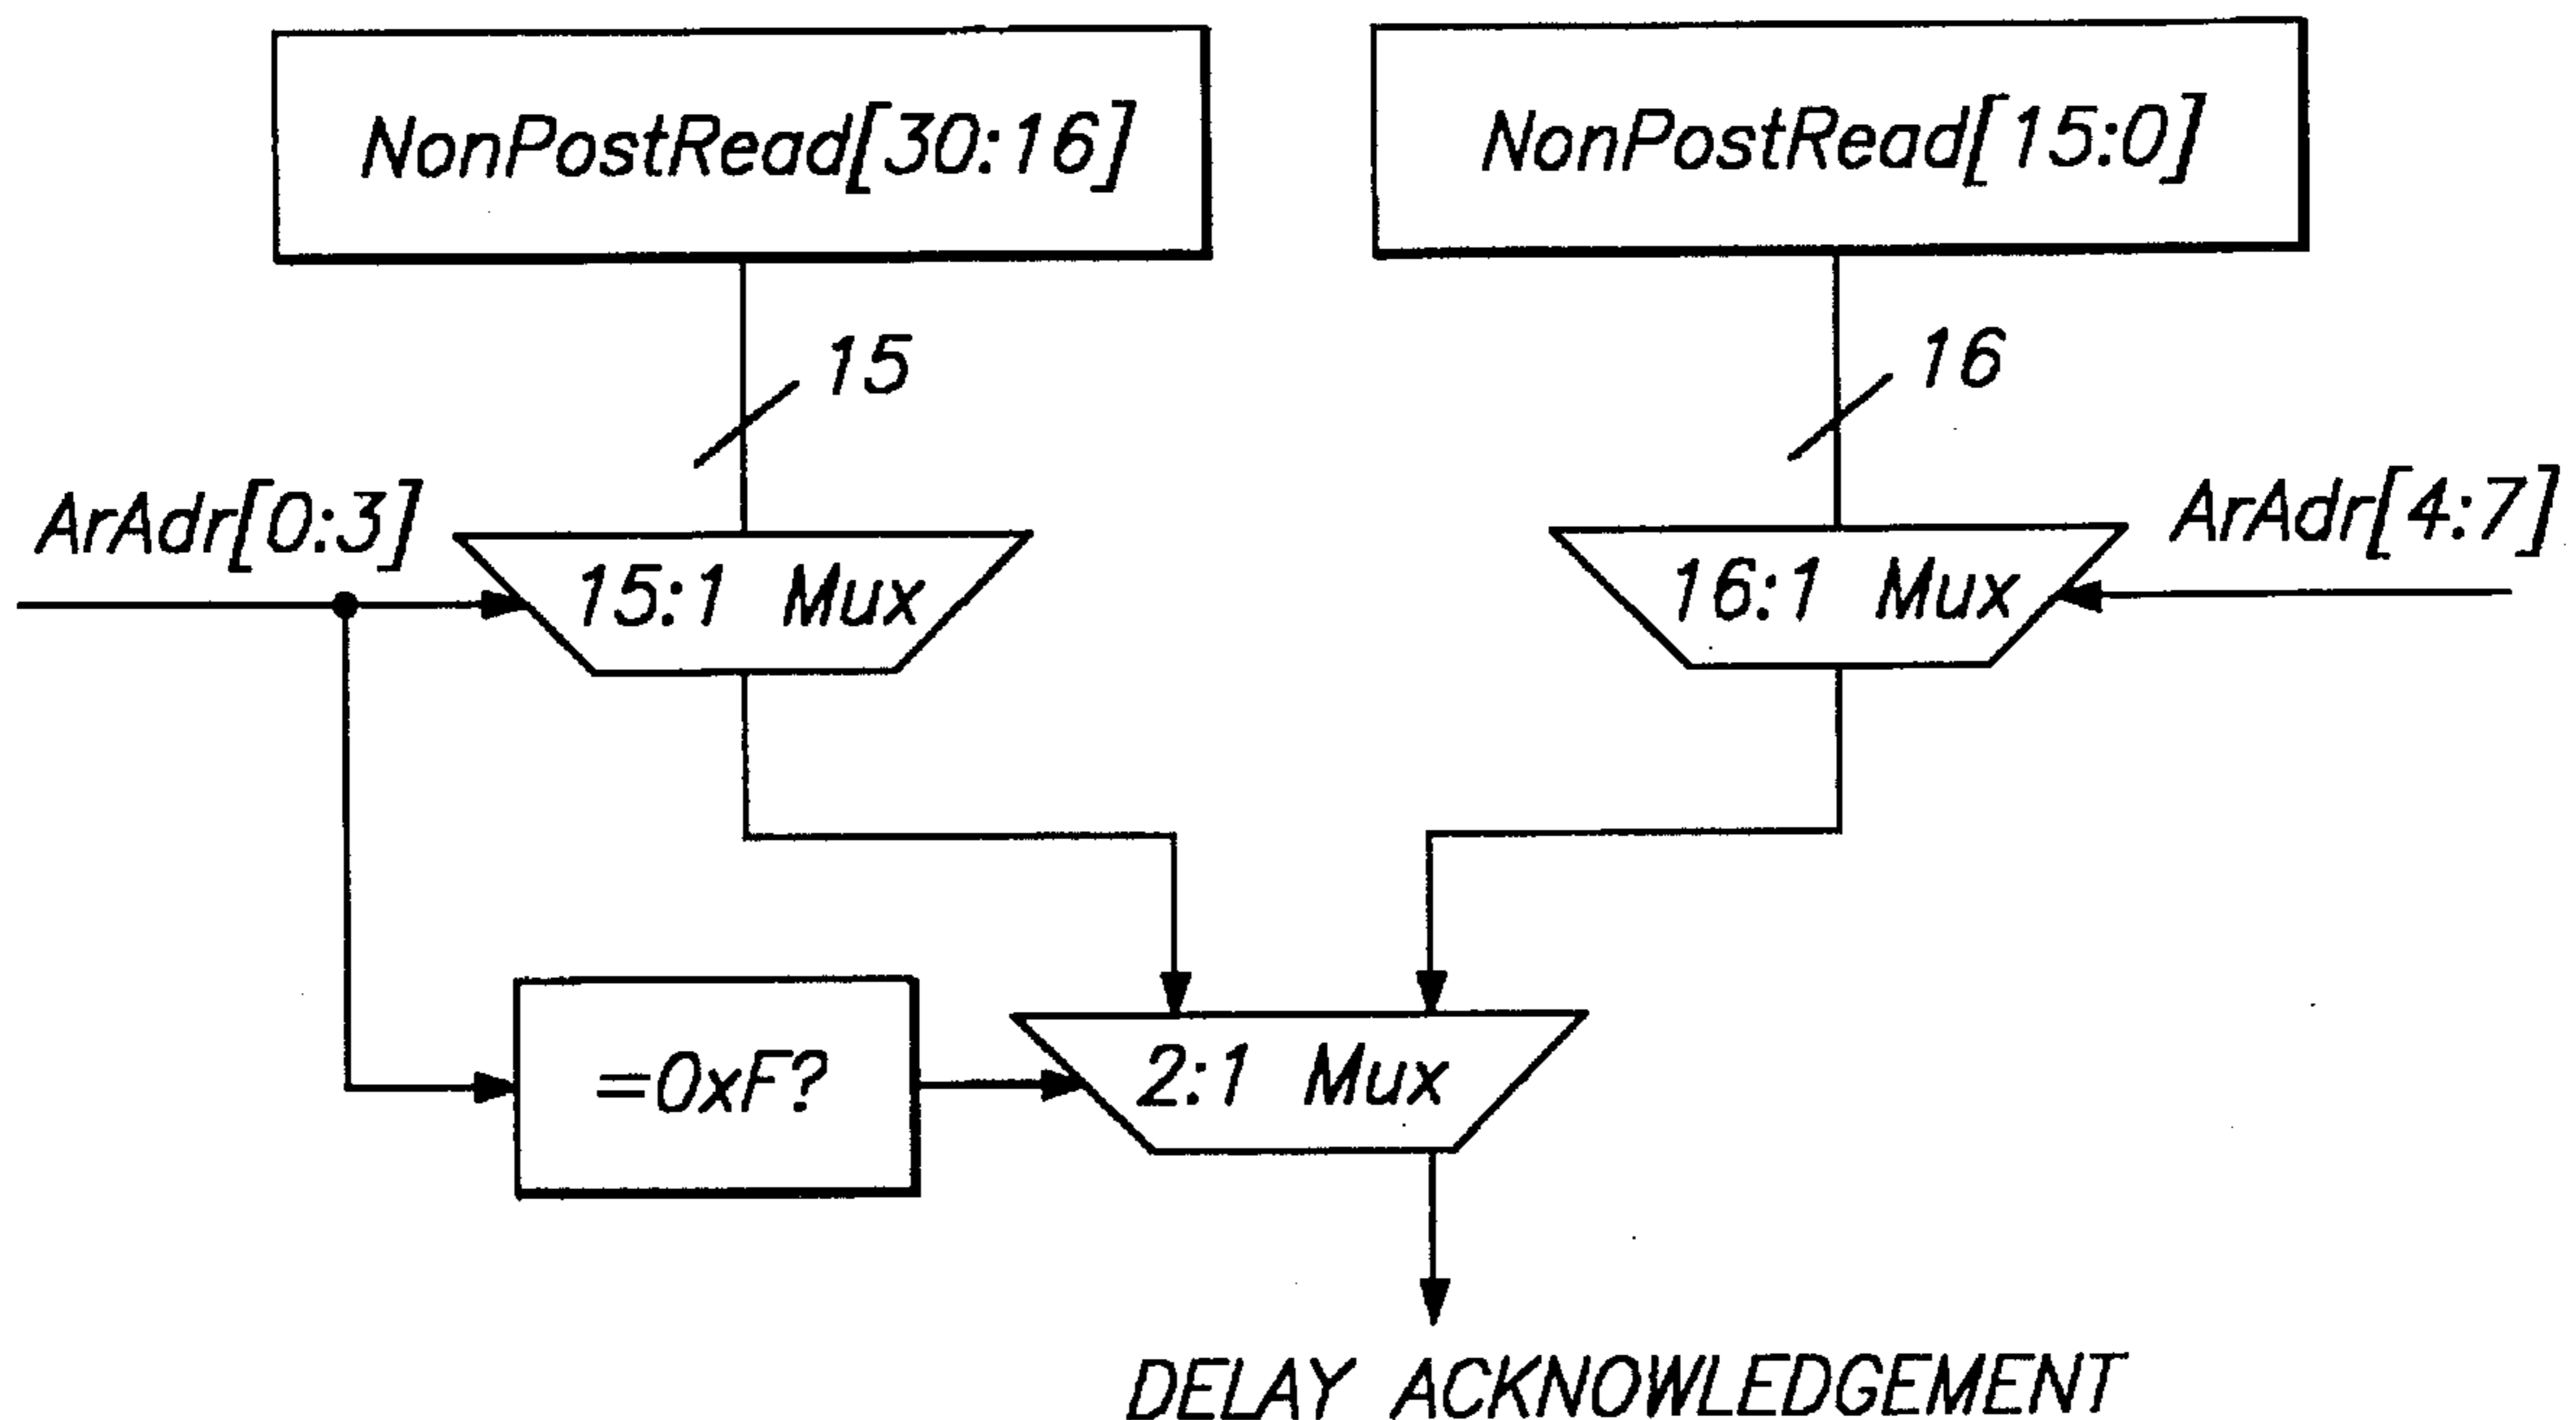 NonPostRead[30:16]
NonPostRead[15:0]
15
16
ArAdr[0:3]
ArAdr[4:7]
15:1 Mux
16:1 Mux
=0xF?
2:1 Mux
DELAY ACKNOWLEDGEMENT